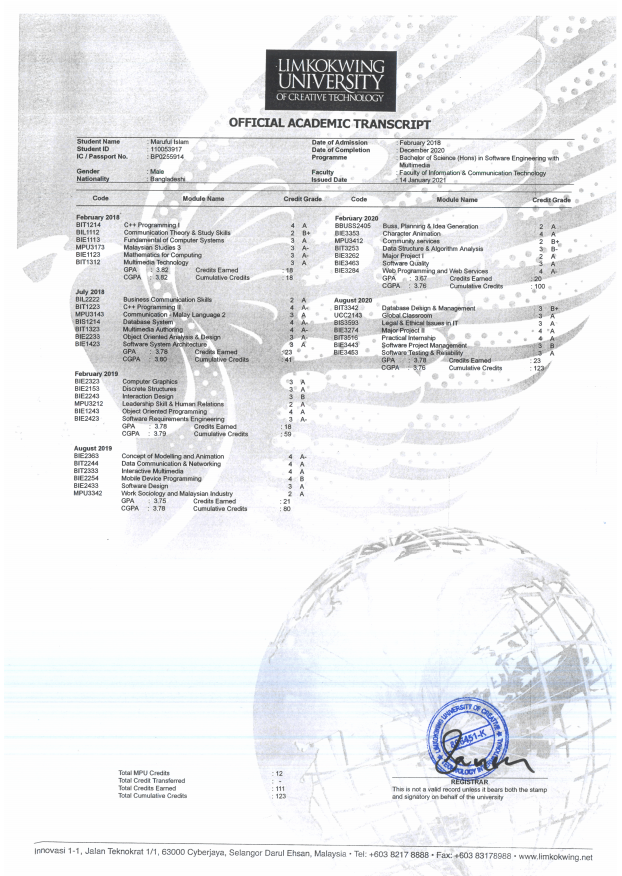 LIMKOKWING
UNIVERSITY
OF CREATIVE TECHNOLOGY
OFFICIAL ACADEMIC TRANSCRIPT
Student Name : Maruful Islam
Student ID : 110053917
IC / Passport No. : BP0255914
Gender : Male
Nationality : Bangladeshi
Date of Admission : February 2018
Date of Completion : December 2020
Programme : Bachelor of Science (Hons) in Software Engineering with
Multimedia
Faculty : Faculty of Information & Communication Technology
Issued Date : 14 January 2021
Code Module Name Credit Grade Code Module Name Credit Grade
February 2018
BIT1214 C++ Programming I 4 A
BIL1112 Communication Theory & Study Skills 2 B+
BIE1113 Fundamental of Computer Systems 3 A
MPU3173 Malaysian Studies 3 3 A-
BIE1123 Mathematics for Computing 3 A-
BIT1312 Multimedia Technology 3 A
GPA : 3.82 Credits Earned : 18
CGPA : 3.82 Cumulative Credits : 18
July 2018
BIL2222 Business Communication Skills 2 A
BIT1223 C++ Programming II 4 A-
MPU3143 Communication - Malay Language 2 3 A
BIS1214 Database System 4 A-
BIT1323 Multimedia Authoring 4 A-
BIE2233 Object Oriented Analysis & Design 3 A-
BIE1423 Software System Architecture 3 A
GPA : 3.78 Credits Earned : 23
CGPA : 3.80 Cumulative Credits : 41
February 2019
BIE2323 Computer Graphics 3 A
BIE2153 Discrete Structures 3 A
BIE2243 Interaction Design 3 B
MPU3212 Leadership Skill & Human Relations 2 A
BIE1243 Object Oriented Programming 4 A
BIE2423 Software Requirements Engineering 3 A-
GPA : 3.78 Credits Earned : 18
CGPA : 3.79 Cumulative Credits : 59
August 2019
BIE2363 Concept of Modelling and Animation 4 A-
BIT2244 Data Communication & Networking 4 A
BIT2333 Interactive Multimedia 4 A
BIE2254 Mobile Device Programming 4 B
BIE2433 Software Design 3 A
MPU3342 Work Sociology and Malaysian Industry 2 A
GPA : 3.75 Credits Earned : 21
CGPA : 3.78 Cumulative Credits : 80
February 2020
BBUSS2405 Buss. Planning & Idea Generation 2 A
BIE3353 Character Animation 4 A
MPU3412 Community services 2 B+
BIT3253 Data Structure & Algorithm Analysis 3 B-
BIE3262 Major Project I 2 A
BIE3463 Software Quality 3 A
BIE3284 Web Programming and Web Services 4 A-
GPA : 3.67 Credits Earned : 20
CGPA : 3.76 Cumulative Credits : 100
August 2020
BIT3342 Database Design & Management 3 B+
UCC2143 Global Classroom 3 A
BIS3593 Legal & Ethical Issues in IT 3 A
BIE3274 Major Project II 4 A
BIT3516 Practical Internship 4 A
BIE3443 Software Project Management 3 B
BIE3453 Software Testing & Reliability 3 A
GPA : 3.78 Credits Earned : 23
CGPA : 3.76 Cumulative Credits : 123
Total MPU Credits : 12
Total Credit Transferred : -
Total Credits Earned : 111
Total Cumulative Credits : 123
REGISTRAR
This is not a valid record unless it bears both the stamp
and signatory on behalf of the university
Innovasi 1-1, Jalan Teknokrat 1/1, 63000 Cyberjaya, Selangor Darul Ehsan, Malaysia • Tel: +603 8217 8888 • Fax: +603 83178988 • www.limkokwing.net